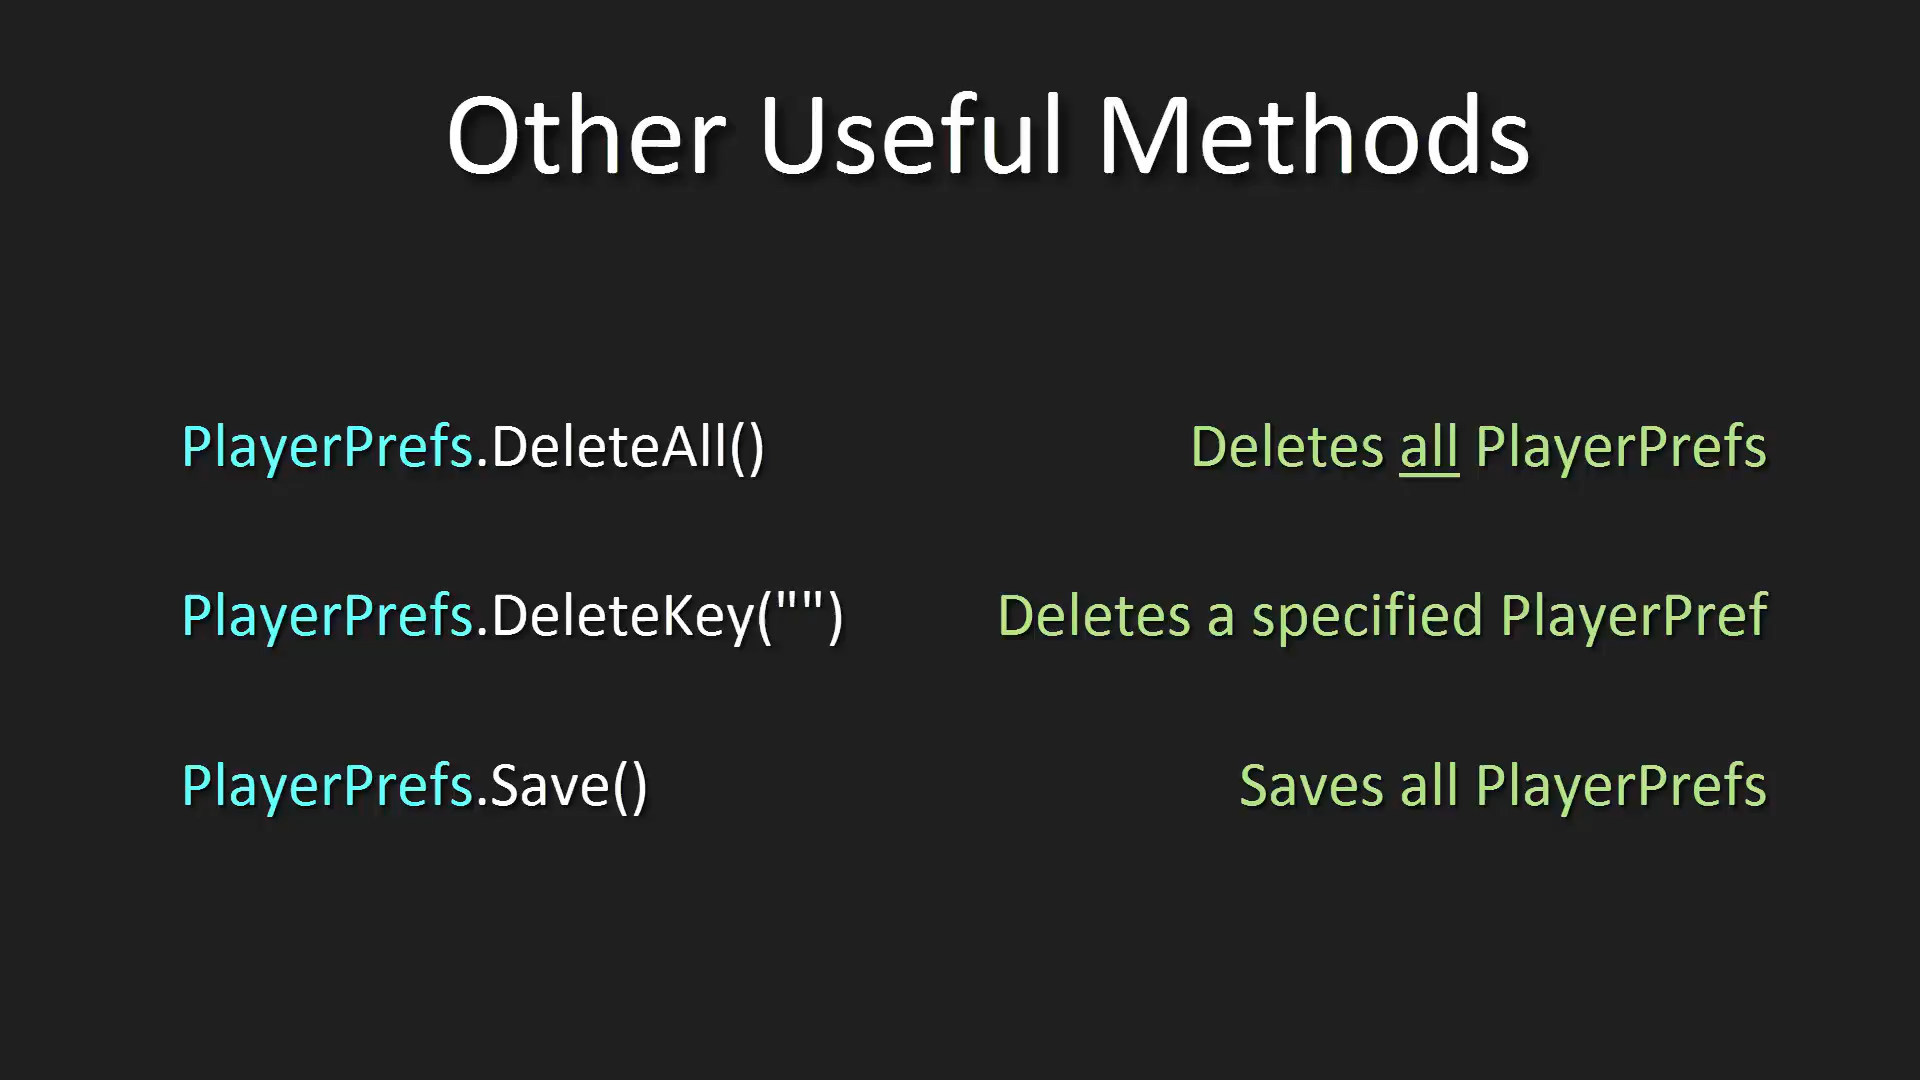 Other Useful Methods
PlayerPrefs.DeleteAll() Deletes all PlayerPrefs
PlayerPrefs.DeleteKey("") Deletes a specified PlayerPref
PlayerPrefs.Save() Saves all PlayerPrefs